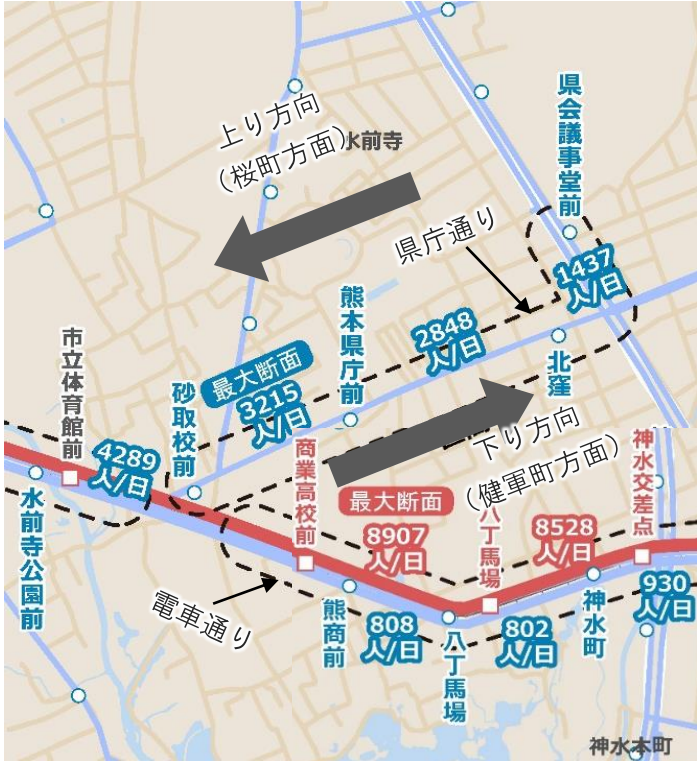 上り方向
(桜町方面)
水前寺
県会議事堂前
県庁通り
1437
人/日
熊本県庁前
2848
人/日
市立体育館前
砂取校前
最大断面
3215
人/日
北窪
下り方向
(健軍町方面)
4289
人/日
商業高校前
最大断面
神水交差点
水前寺公園前
8907
人/日
八丁馬場
8528
人/日
電車通り
熊商前
808
人/日
八丁馬場
802
人/日
神水町
930
人/日
神水本町